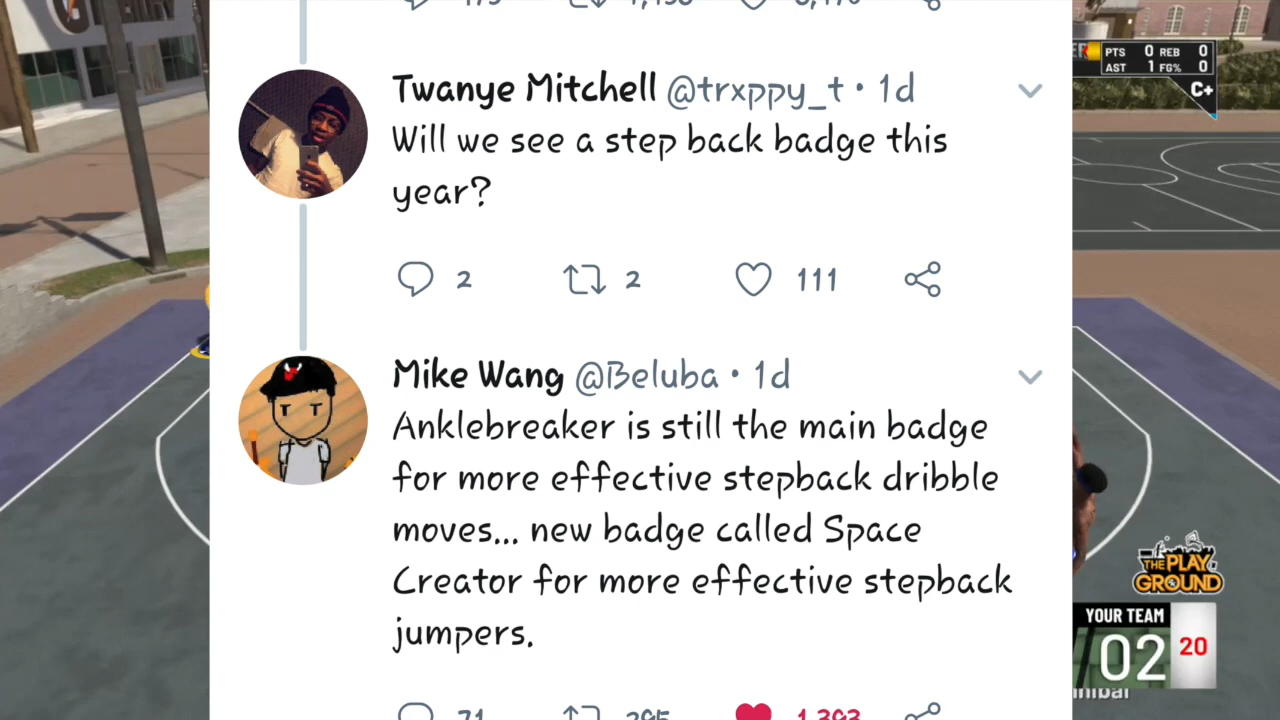 Twanye Mitchell @trxppy_t • 1d
Will we see a step back badge this
year?
2 2 111
Mike Wang @Beluba • 1d
Anklebreaker is still the main badge
for more effective stepback dribble
moves... new badge called Space
Creator for more effective stepback
jumpers.
PTS 0 REB 0
AST 1 FG% 0
C+
THE PLAY
GROUND
YOUR TEAM
02 20